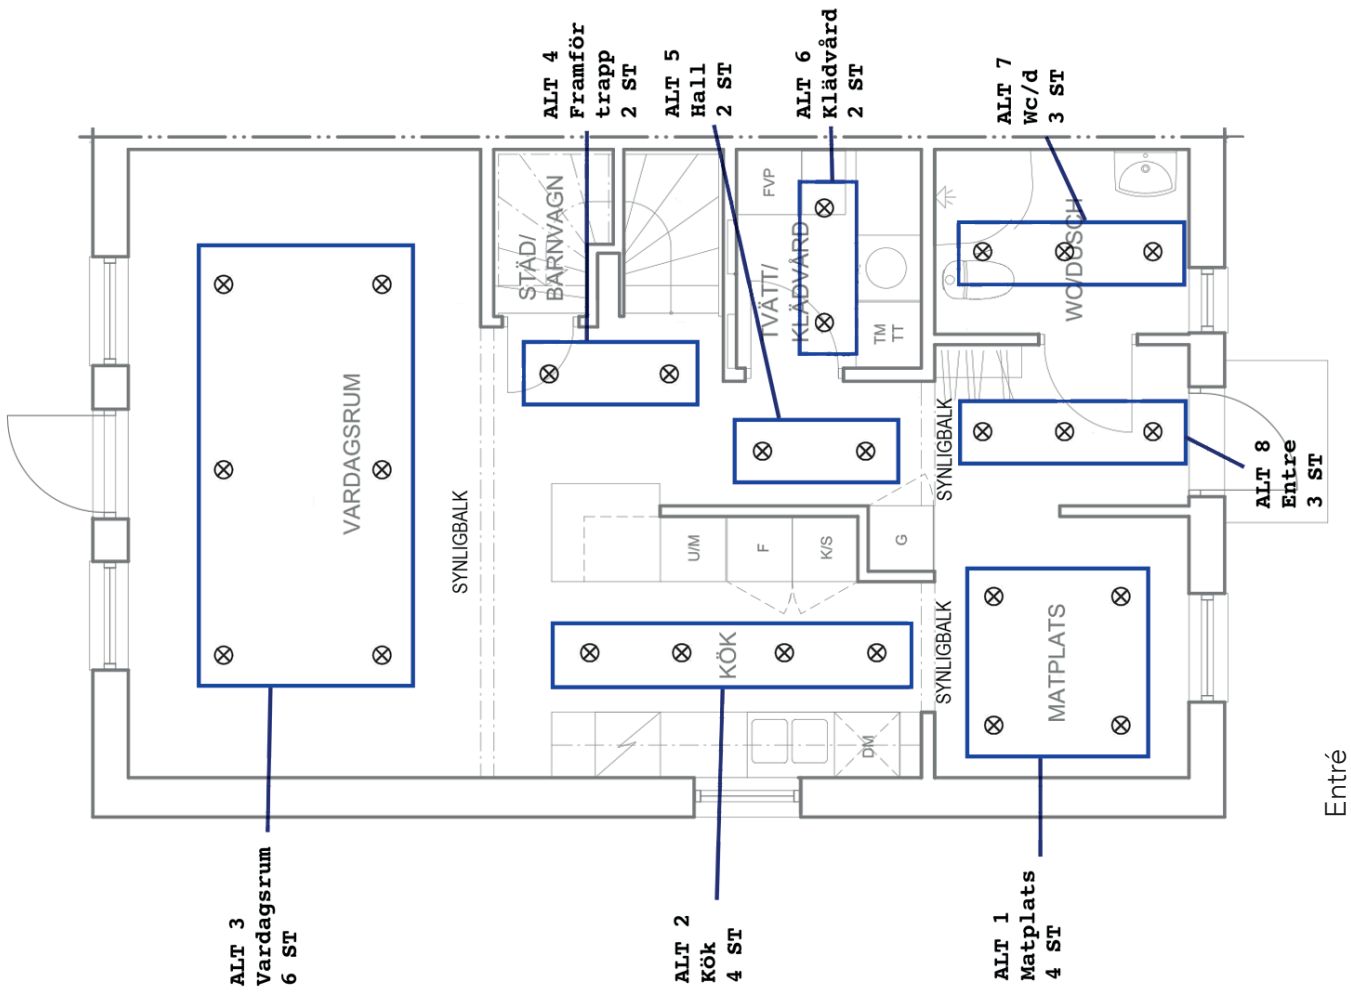 ALT 4
Framför
trapp
2 ST
ALT 5
Hall
2 ST
ALT 6
Klädvård
2 ST
ALT 7
Wc/d
3 ST
STÄD/
BARNVAGN
FVP
TVÄTT/
KLÄDVÅRD
TM
TT
WC/DUSCH
VARDAGSRUM
SYNLIGBALK
SYNLIGBALK
SYNLIGBALK
U/M
F
K/S
G
KÖK
DM
MATPLATS
ALT 8
Entre
3 ST
ALT 3
Vardagsrum
6 ST
ALT 2
Kök
4 ST
ALT 1
Matplats
4 ST
Entré